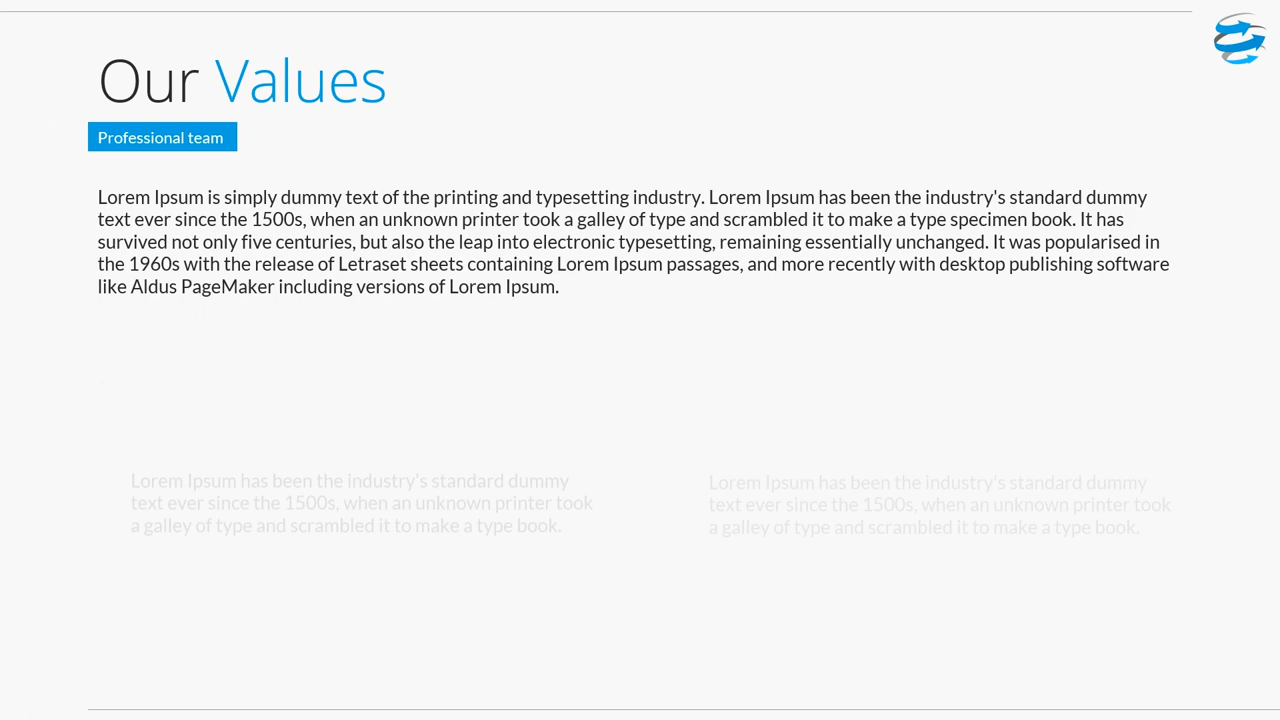 Our Values
Professional team
Lorem Ipsum is simply dummy text of the printing and typesetting industry. Lorem Ipsum has been the industry's standard dummy
text ever since the 1500s, when an unknown printer took a galley of type and scrambled it to make a type specimen book. It has
survived not only five centuries, but also the leap into electronic typesetting, remaining essentially unchanged. It was popularised in
the 1960s with the release of Letraset sheets containing Lorem Ipsum passages, and more recently with desktop publishing software
like Aldus PageMaker including versions of Lorem Ipsum.
Lorem Ipsum has been the industry's standard dummy
text ever since the 1500s, when an unknown printer took
a galley of type and scrambled it to make a type book.
Lorem Ipsum has been the industry's standard dummy
text ever since the 1500s, when an unknown printer took
a galley of type and scrambled it to make a type book.